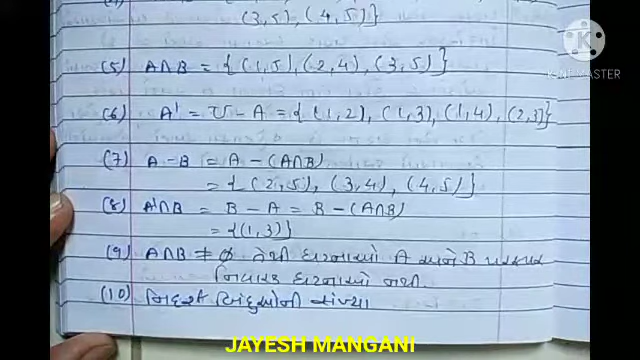 (3,5), (4,5)}
KINEMASTER
(5) A∩B = {(1,5), (2,4), (3,5)}
(6) A' = U - A = {(1,2), (1,3), (1,4), (2,3)}
(7) A - B = A - (A∩B)
= {(2,5), (3,4), (4,5)}
(8) A'∩B = B - A = B - (A∩B)
= {(1,3)}
(9) A∩B ≠ ϕ તેથી ઘટનાઓ A અને B પરસ્પર
નિવારક ઘટનાઓ નથી.
(10) નિદર્શ બિંદુઓની સંખ્યા
JAYESH MANGANI